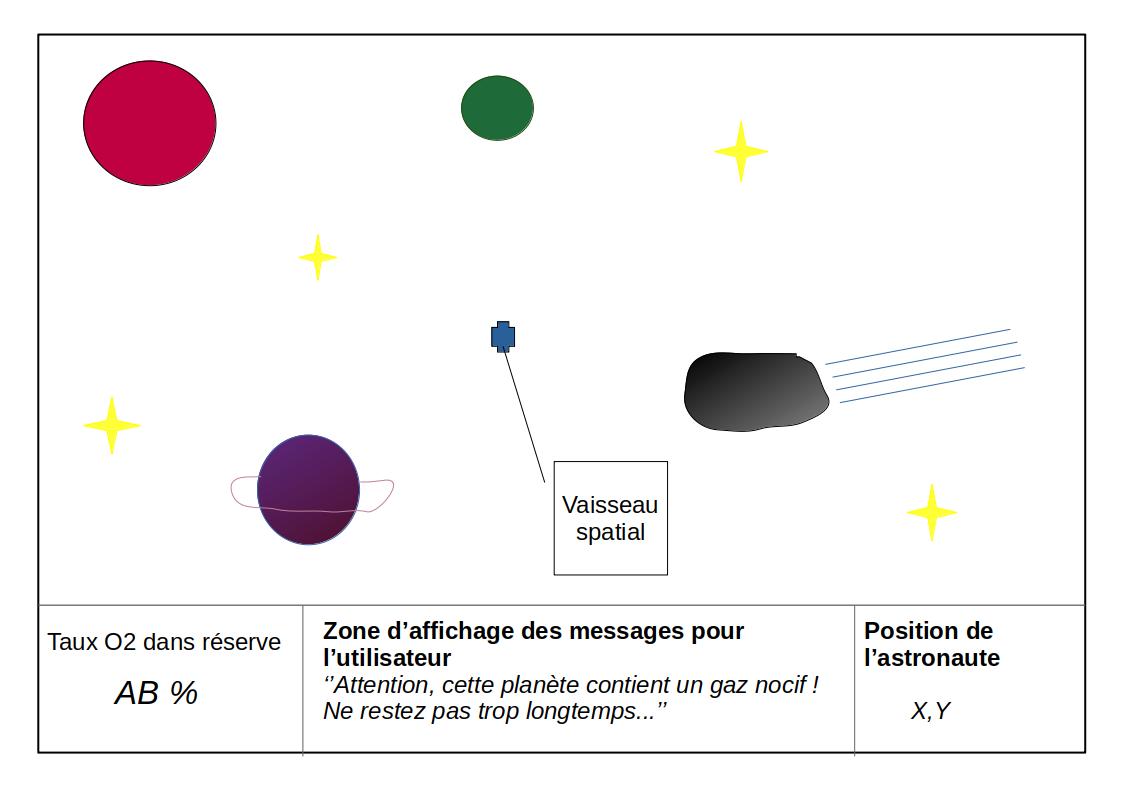 Vaisseau
spatial
Taux O2 dans réserve
AB %
Zone d’affichage des messages pour
l’utilisateur
‘’Attention, cette planète contient un gaz nocif !
Ne restez pas trop longtemps...’’
Position de
l’astronaute
X,Y